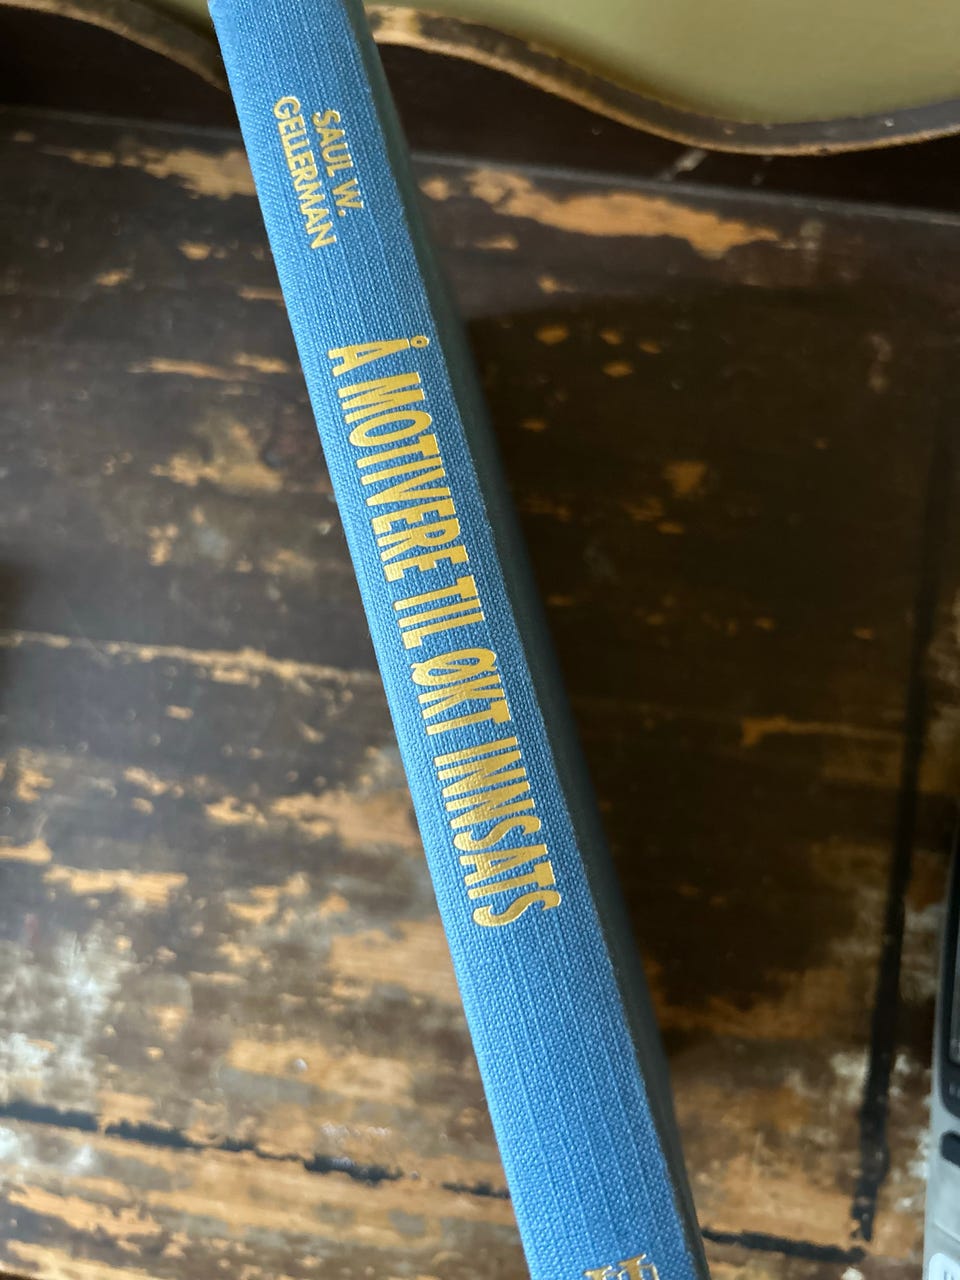 SAUL W.
GELLERMAN
Å MOTIVERE TIL ØKT INNSATS